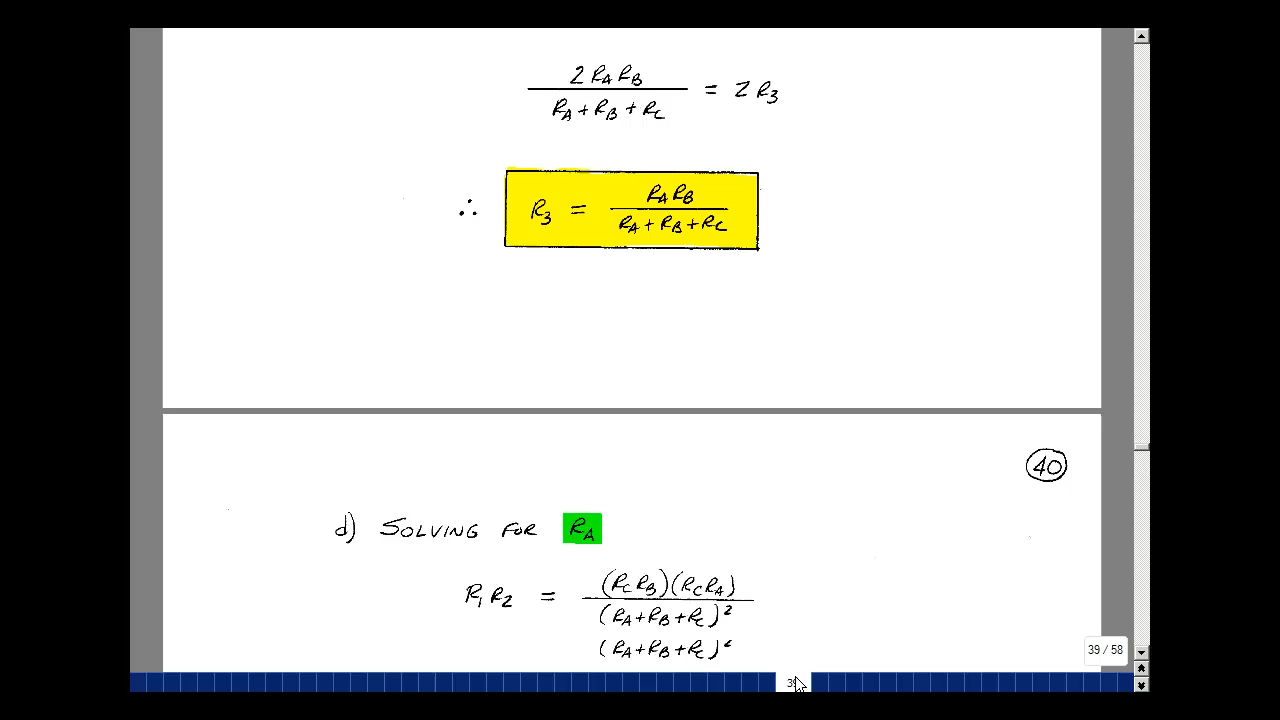 2 RA RB
RA + RB + RC
= 2 R3
∴
R3 =
RA RB
RA + RB + RC
40
d) SOLVING FOR RA
R1 R2 =
(RC RB)(RC RA)
(RA + RB + RC)²
(RA + RB + RC)
39 / 58
39